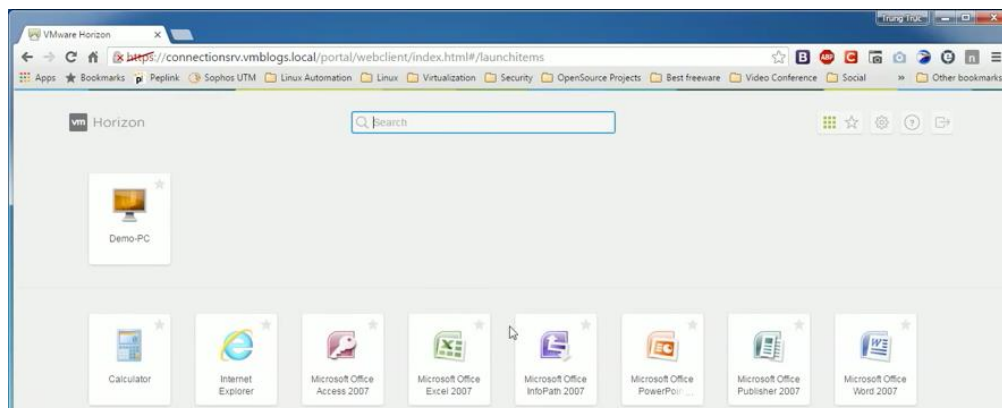 Trung Truc
VMware Horizon
https://connectionsrv.vmblogs.local/portal/webclient/index.html#/launchitems
Apps Bookmarks Peplink Sophos UTM Linux Automation Linux Virtualization Security OpenSource Projects Best freeware Video Conference Social » Other bookmarks
vm Horizon
Search
Demo-PC
Calculator
Internet
Explorer
Microsoft Office
Access 2007
Microsoft Office
Excel 2007
Microsoft Office
InfoPath 2007
Microsoft Office
PowerPoin ...
Microsoft Office
Publisher 2007
Microsoft Office
Word 2007